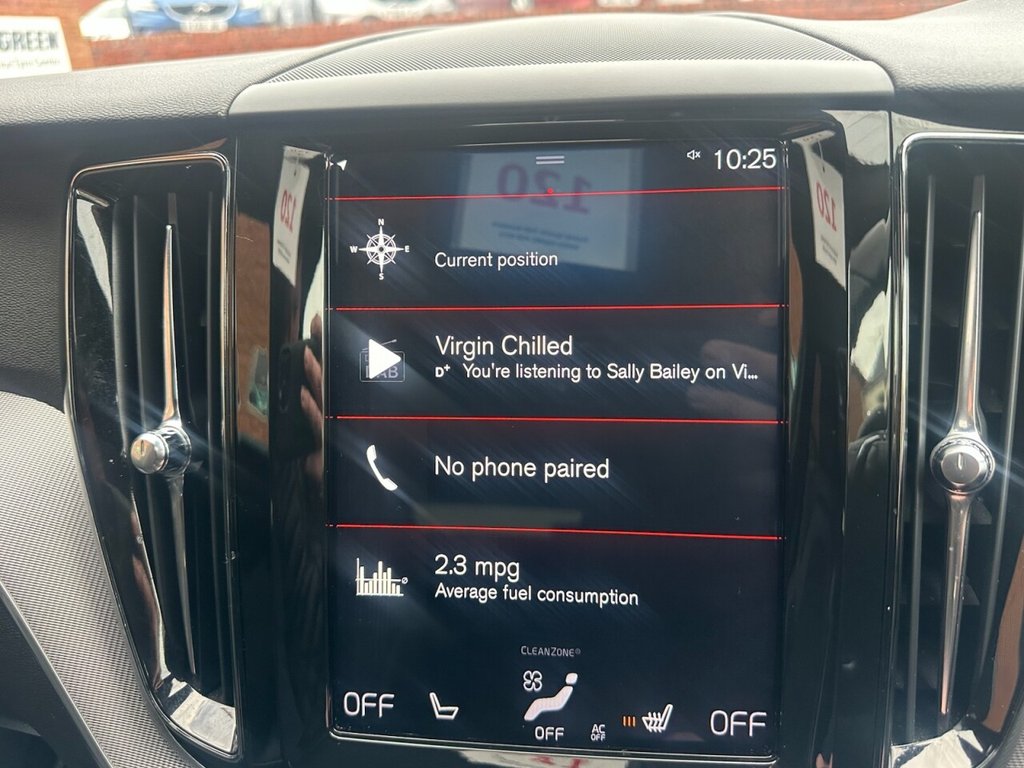 GREEN
10:25
120
120
120
N
W E
S
Current position
Virgin Chilled
DAB
D+ You're listening to Sally Bailey on Vi...
No phone paired
2.3 mpg
Average fuel consumption
CLEANZONE®
OFF
OFF
AC
OFF
OFF